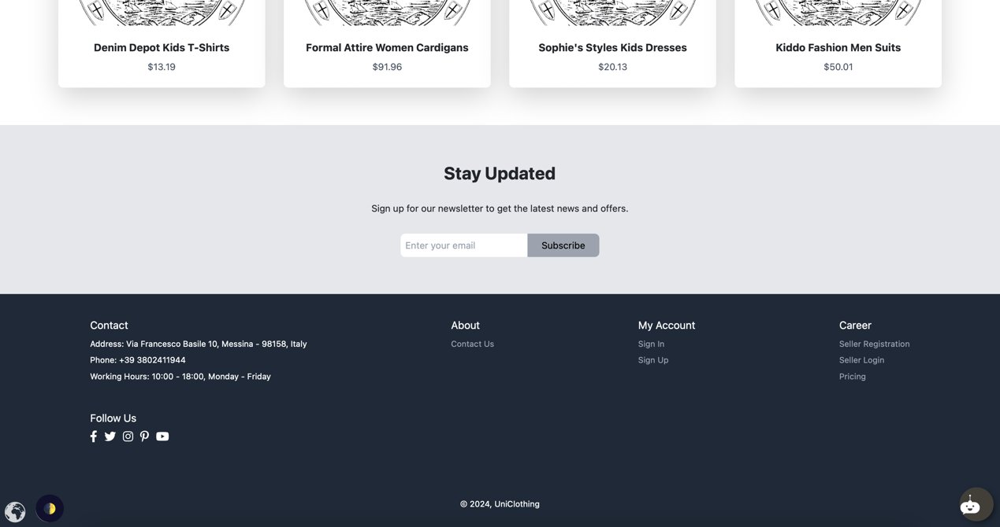 Denim Depot Kids T-Shirts
$13.19
Formal Attire Women Cardigans
$91.96
Sophie's Styles Kids Dresses
$20.13
Kiddo Fashion Men Suits
$50.01
Stay Updated
Sign up for our newsletter to get the latest news and offers.
Enter your email
Subscribe
Contact
Address: Via Francesco Basile 10, Messina - 98158, Italy
Phone: +39 3802411944
Working Hours: 10:00 - 18:00, Monday - Friday
Follow Us
About
Contact Us
My Account
Sign In
Sign Up
Career
Seller Registration
Seller Login
Pricing
© 2024, UniClothing